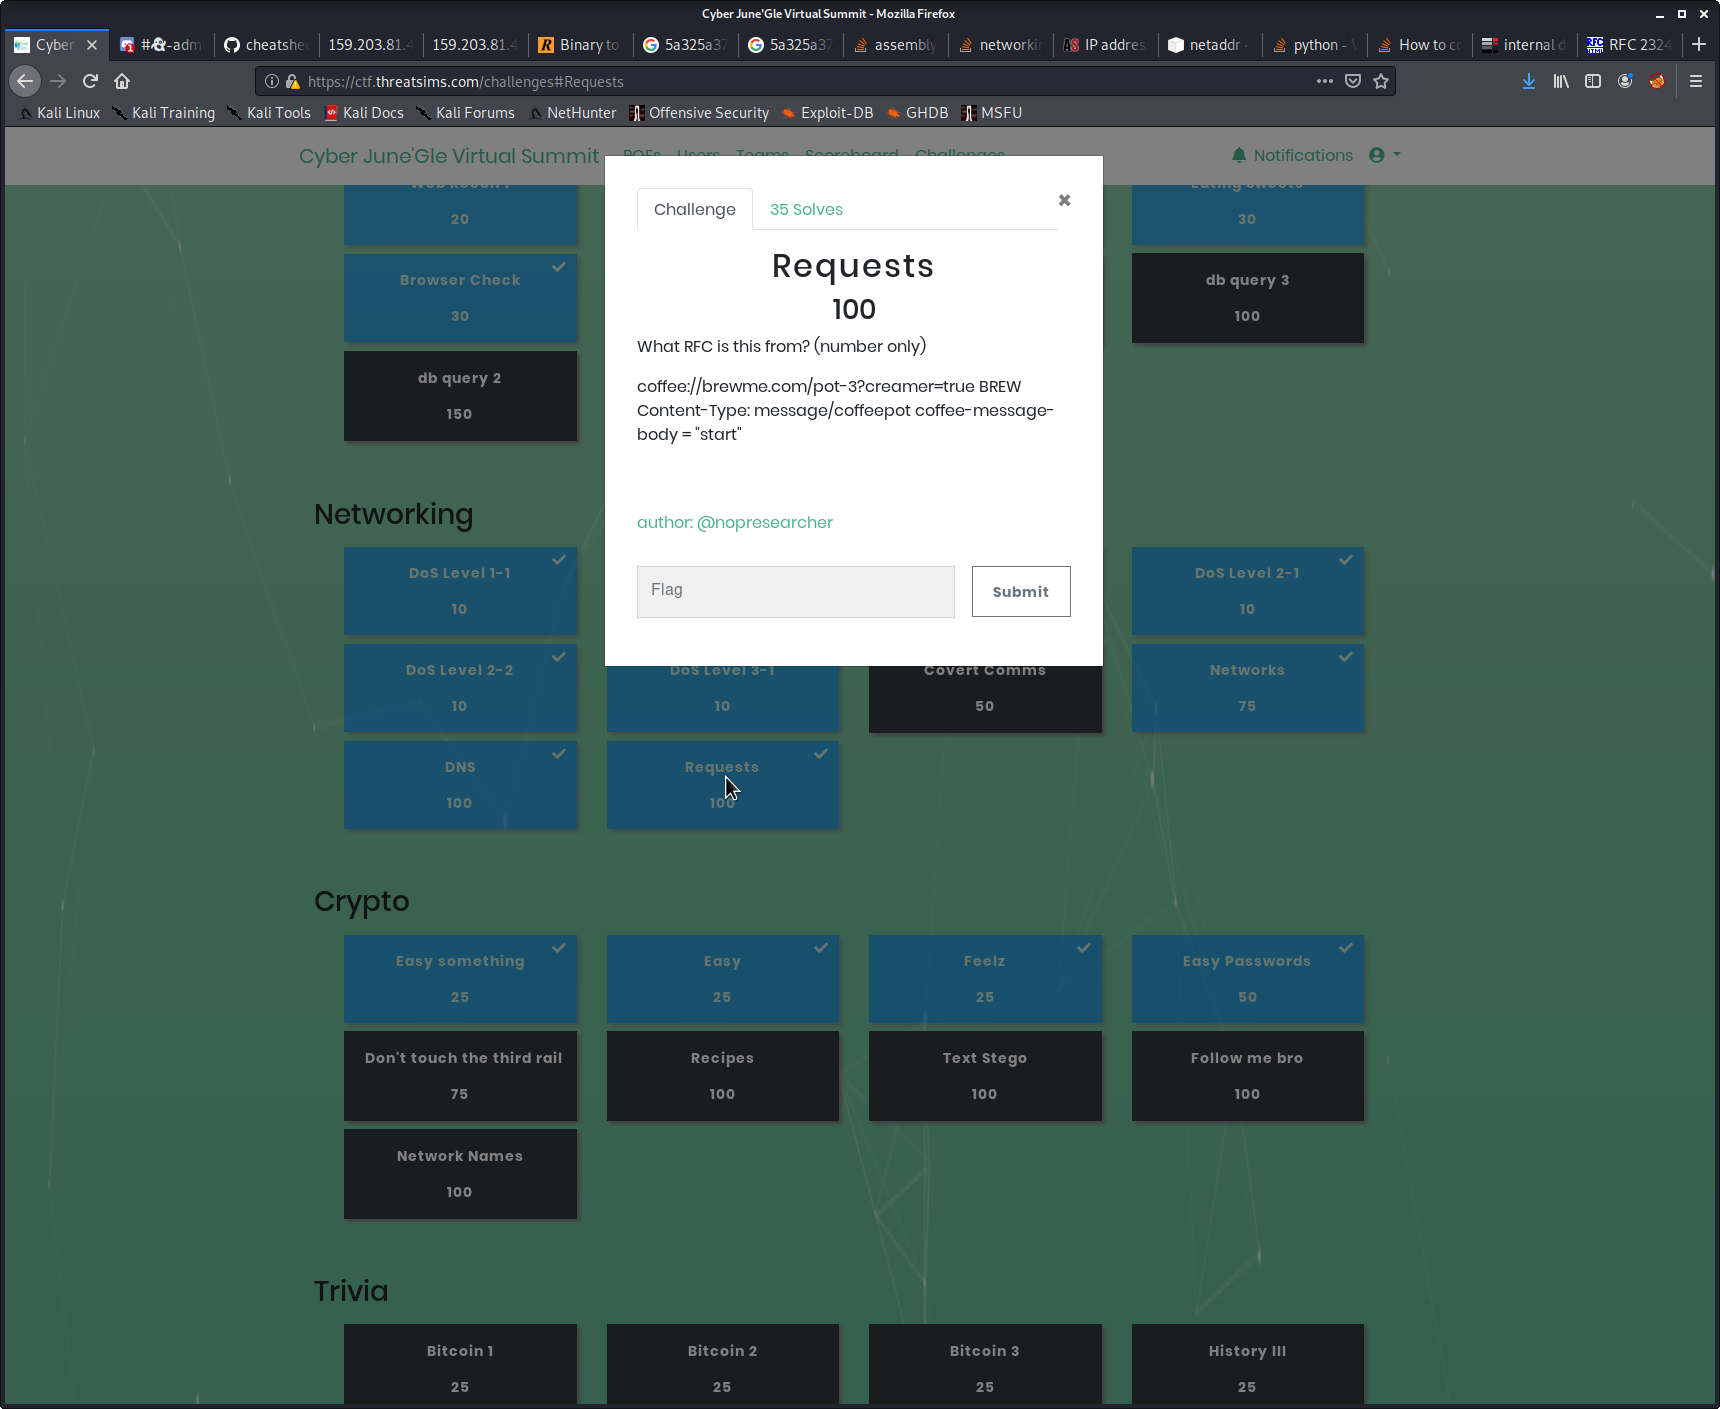 Cyber June'Gle Virtual Summit - Mozilla Firefox
Cyber
-adm
cheatshe
159.203.81.4
159.203.81.4
Binary to
5a325a37
5a325a37
assembly
networki
IP addres
netaddr
python -
How to co
internal d
RFC 2324
https://ctf.threatsims.com/challenges#Requests
Kali Linux Kali Training Kali Tools Kali Docs Kali Forums NetHunter Offensive Security Exploit-DB GHDB MSFU
Cyber June'Gle Virtual Summit Users Teams Scoreboard Challenges Notifications
Challenge 35 Solves
Requests
100
What RFC is this from? (number only)
coffee://brewme.com/pot-3?creamer=true BREW
Content-Type: message/coffeepot coffee-message-
body = "start"
author: @nopresearcher
Flag Submit
20 30
Browser Check db query 3
30 100
db query 2
150
Networking
DoS Level 1-1 DoS Level 2-1
10 10
DoS Level 2-2 DoS Level 3-1 Covert Comms Networks
10 10 50 75
DNS Requests
100 100
Crypto
Easy something Easy Feelz Easy Passwords
25 25 25 50
Don't touch the third rail Recipes Text Stego Follow me bro
75 100 100 100
Network Names
100
Trivia
Bitcoin 1 Bitcoin 2 Bitcoin 3 History III
25 25 25 25